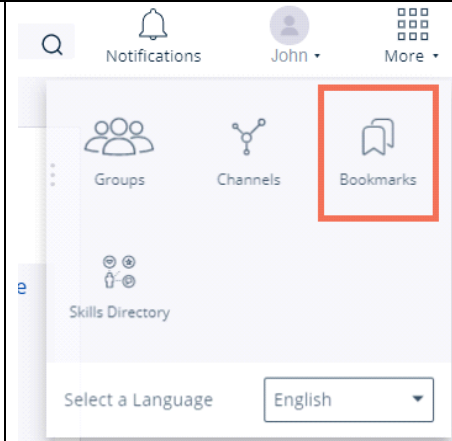 Notifications John More
Groups Channels Bookmarks
e
Skills Directory
Select a Language English